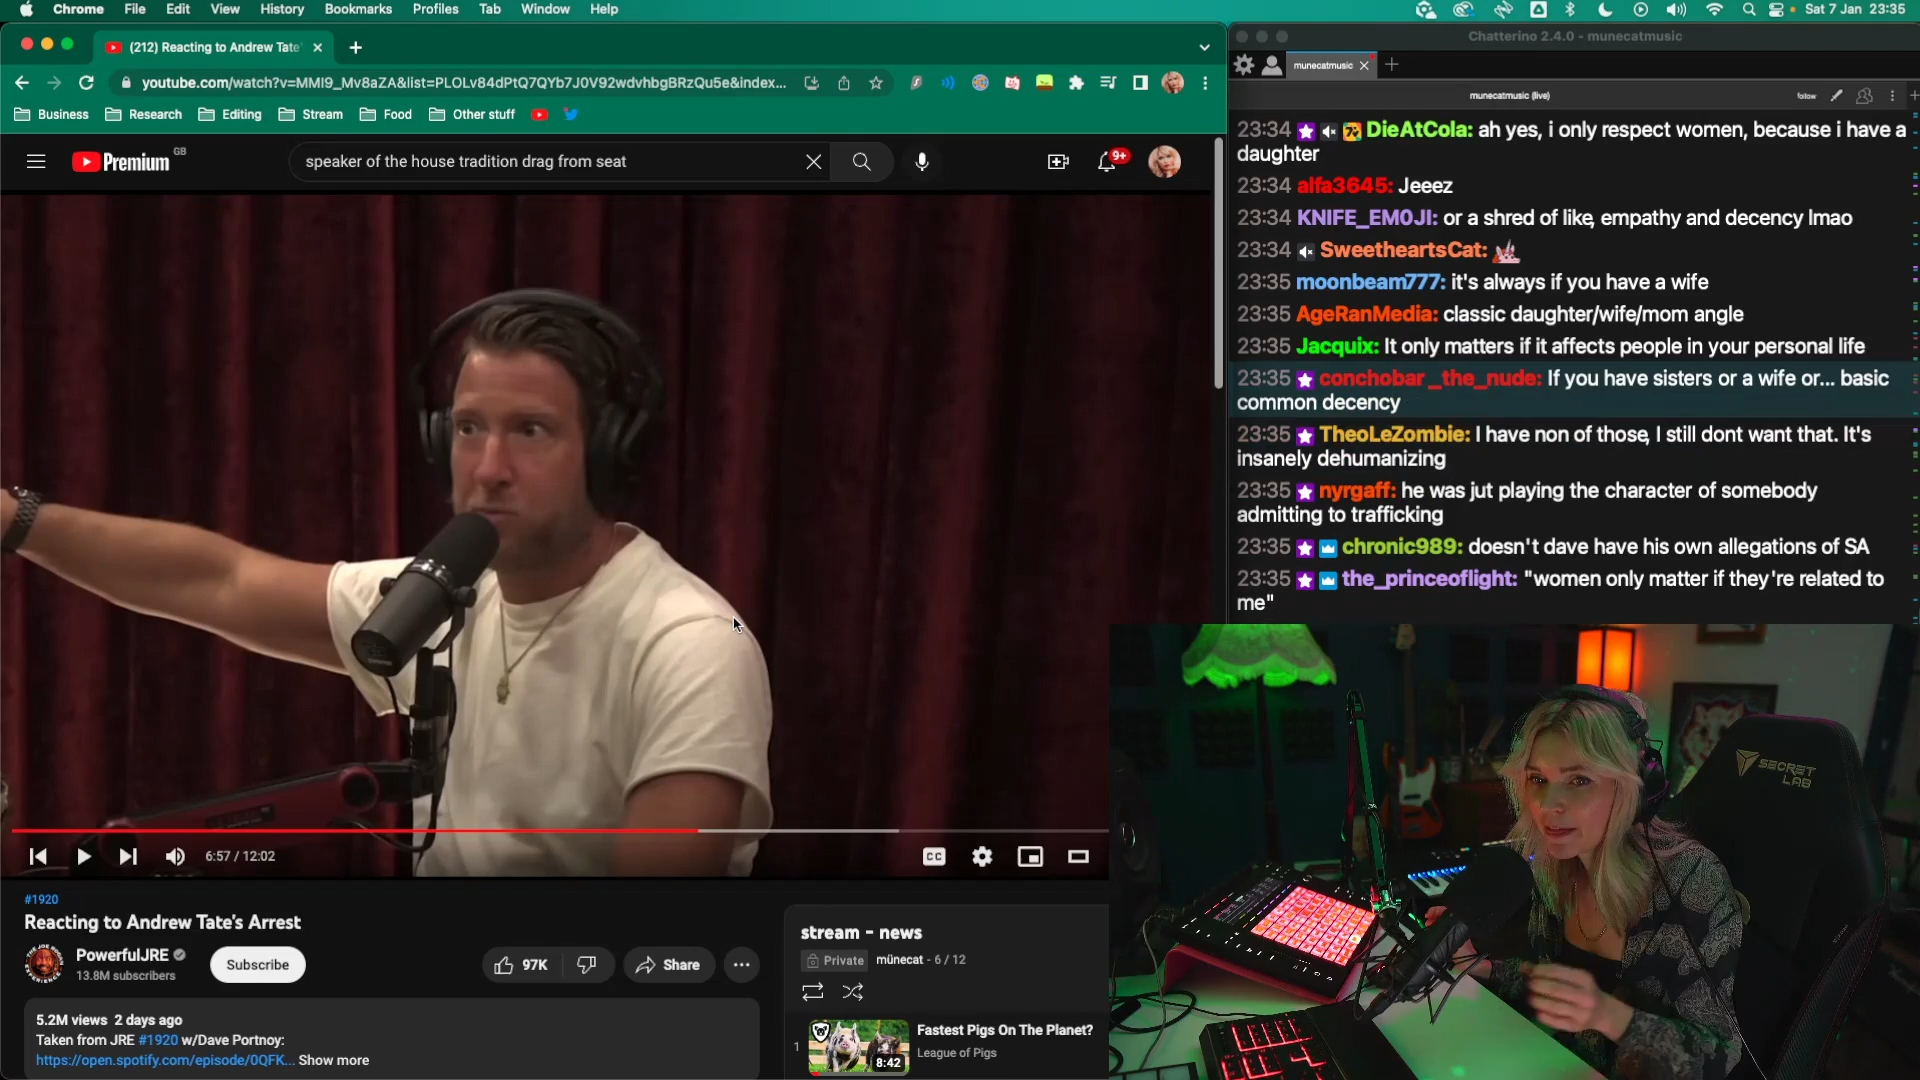 Chrome File Edit View History Bookmarks Profiles Tab Window Help
Sat 7 Jan 23:35
(212) Reacting to Andrew Tate'
youtube.com/watch?v=MMI9_Mv8aZA&list=PLOLv84dPtQ7QYb7J0V92wdvhbgBRzQu5e&index...
Business Research Editing Stream Food Other stuff
Premium GB
speaker of the house tradition drag from seat
9+
6:57 / 12:02
CC
#1920
Reacting to Andrew Tate's Arrest
PowerfulJRE
13.8M subscribers
Subscribe
97K
Share
5.2M views 2 days ago
Taken from JRE #1920 w/Dave Portnoy:
https://open.spotify.com/episode/0QFK... Show more
stream - news
Private münecat - 6 / 12
1
8:42
Fastest Pigs On The Planet?
League of Pigs
Chatterino 2.4.0 - munecatmusic
munecatmusic
munecatmusic (live)
follow
23:34 DieAtCola: ah yes, i only respect women, because i have a
daughter
23:34 alfa3645: Jeeez
23:34 KNIFE_EM0JI: or a shred of like, empathy and decency lmao
23:34 SweetheartsCat:
23:35 moonbeam777: it's always if you have a wife
23:35 AgeRanMedia: classic daughter/wife/mom angle
23:35 Jacquix: It only matters if it affects people in your personal life
23:35 conchobar_the_nude: If you have sisters or a wife or... basic
common decency
23:35 TheoLeZombie: I have non of those, I still dont want that. It's
insanely dehumanizing
23:35 nyrgaff: he was jut playing the character of somebody
admitting to trafficking
23:35 chronic989: doesn't dave have his own allegations of SA
23:35 the_princeoflight: "women only matter if they're related to
me"
SECRET
LAB